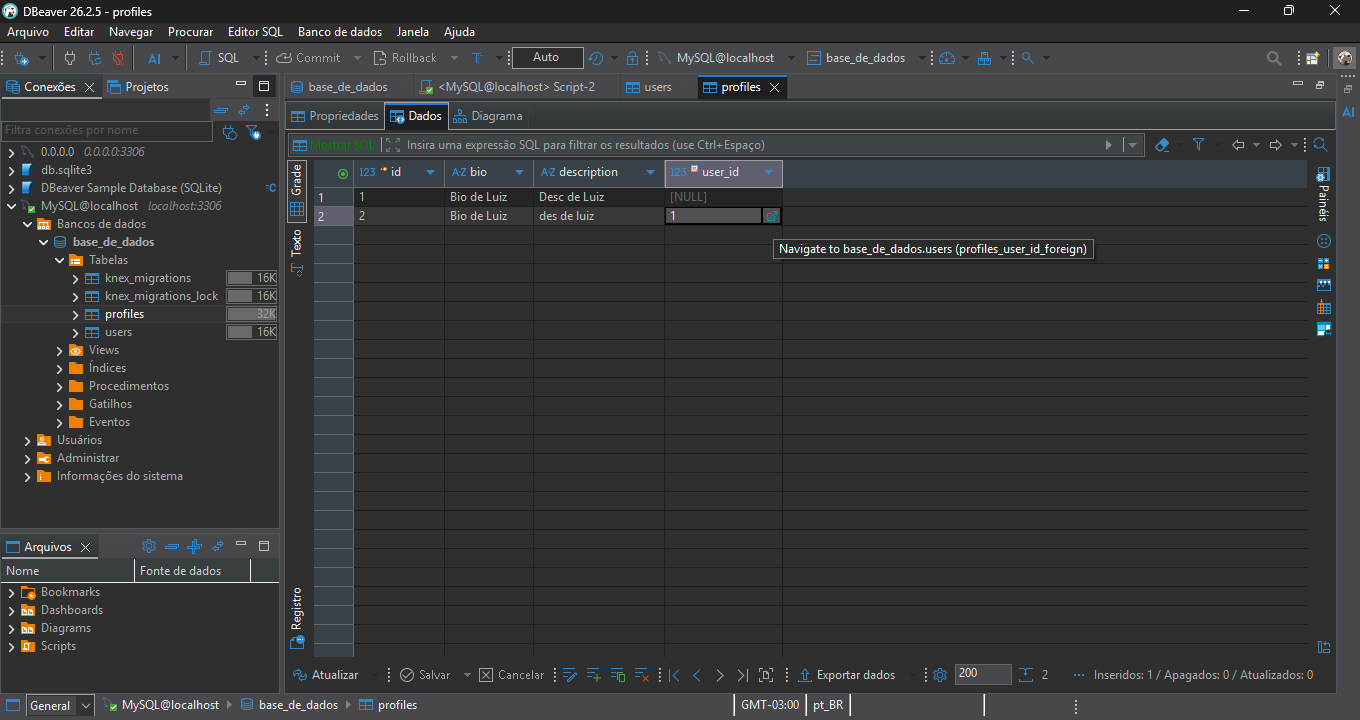 DBeaver 26.2.5 - profiles
Arquivo Editar Navegar Procurar Editor SQL Banco de dados Janela Ajuda
AI SQL Commit Rollback T Auto MySQL@localhost base_de_dados
Conexões Projetos
base_de_dados <MySQL@localhost> Script-2 users profiles
Filtra conexões por nome
0.0.0.0 0.0.0.0:3306
db.sqlite3
DBeaver Sample Database (SQLite)
MySQL@localhost localhost:3306
Bancos de dados
base_de_dados
Tabelas
knex_migrations 16K
knex_migrations_lock 16K
profiles 32K
users 16K
Views
Índices
Procedimentos
Gatilhos
Eventos
Usuários
Administrar
Informações do sistema
Propriedades Dados Diagrama
Mostrar SQL Insira uma expressão SQL para filtrar os resultados (use Ctrl+Espaço)
Grade
Texto
Registro
123 id A-Z bio A-Z description 123 user_id
1 1 Bio de Luiz Desc de Luiz [NULL]
2 2 Bio de Luiz des de luiz 1
Navigate to base_de_dados.users (profiles_user_id_foreign)
AI
Painéis
Arquivos
Nome Fonte de dados
Bookmarks
Dashboards
Diagrams
Scripts
Atualizar Salvar Cancelar Exportar dados 200 2 ... Inseridos: 1 / Apagados: 0 / Atualizados: 0
General MySQL@localhost base_de_dados profiles GMT-03:00 pt_BR